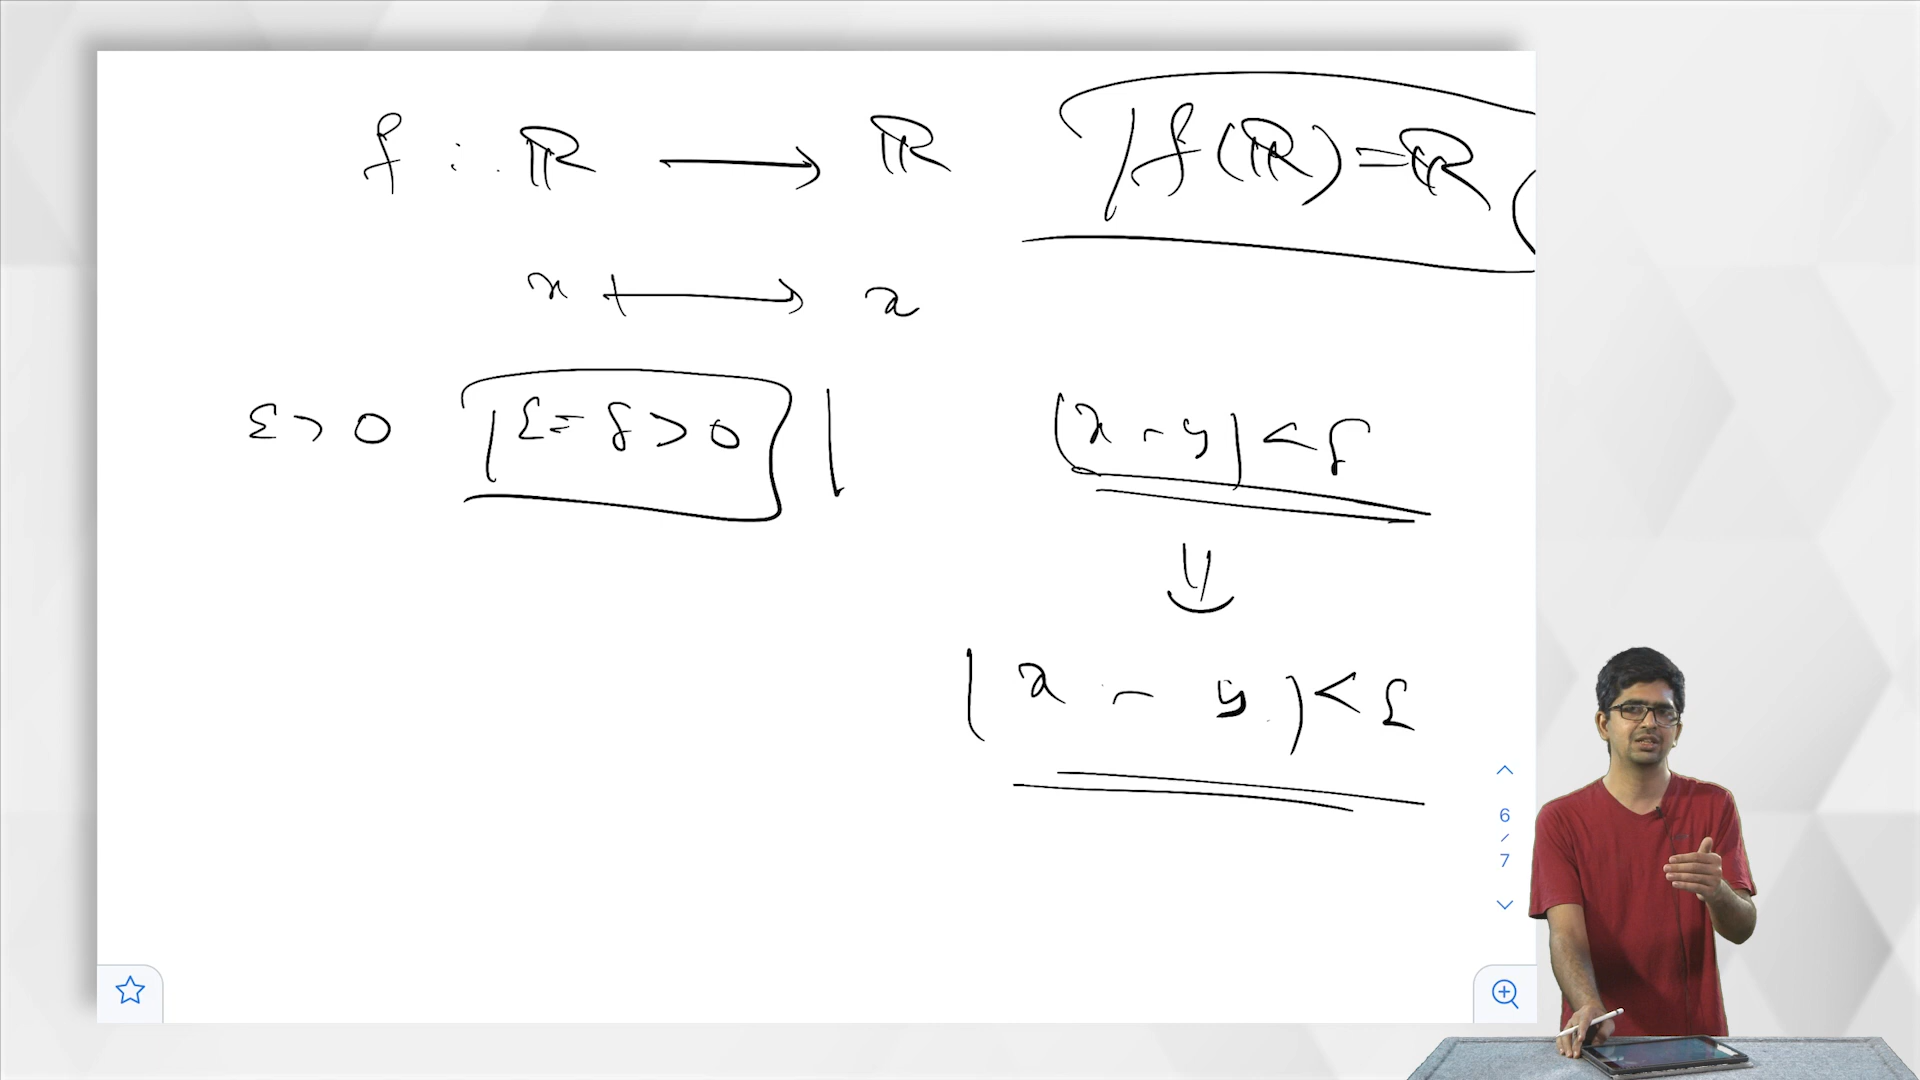 f : ℝ ⟶ ℝ |f(ℝ)=ℝ (
x ⟼ x
ε > 0 |ε = δ > 0 | |x - y| < δ
⇓
|x - y| < ε
6
/
7